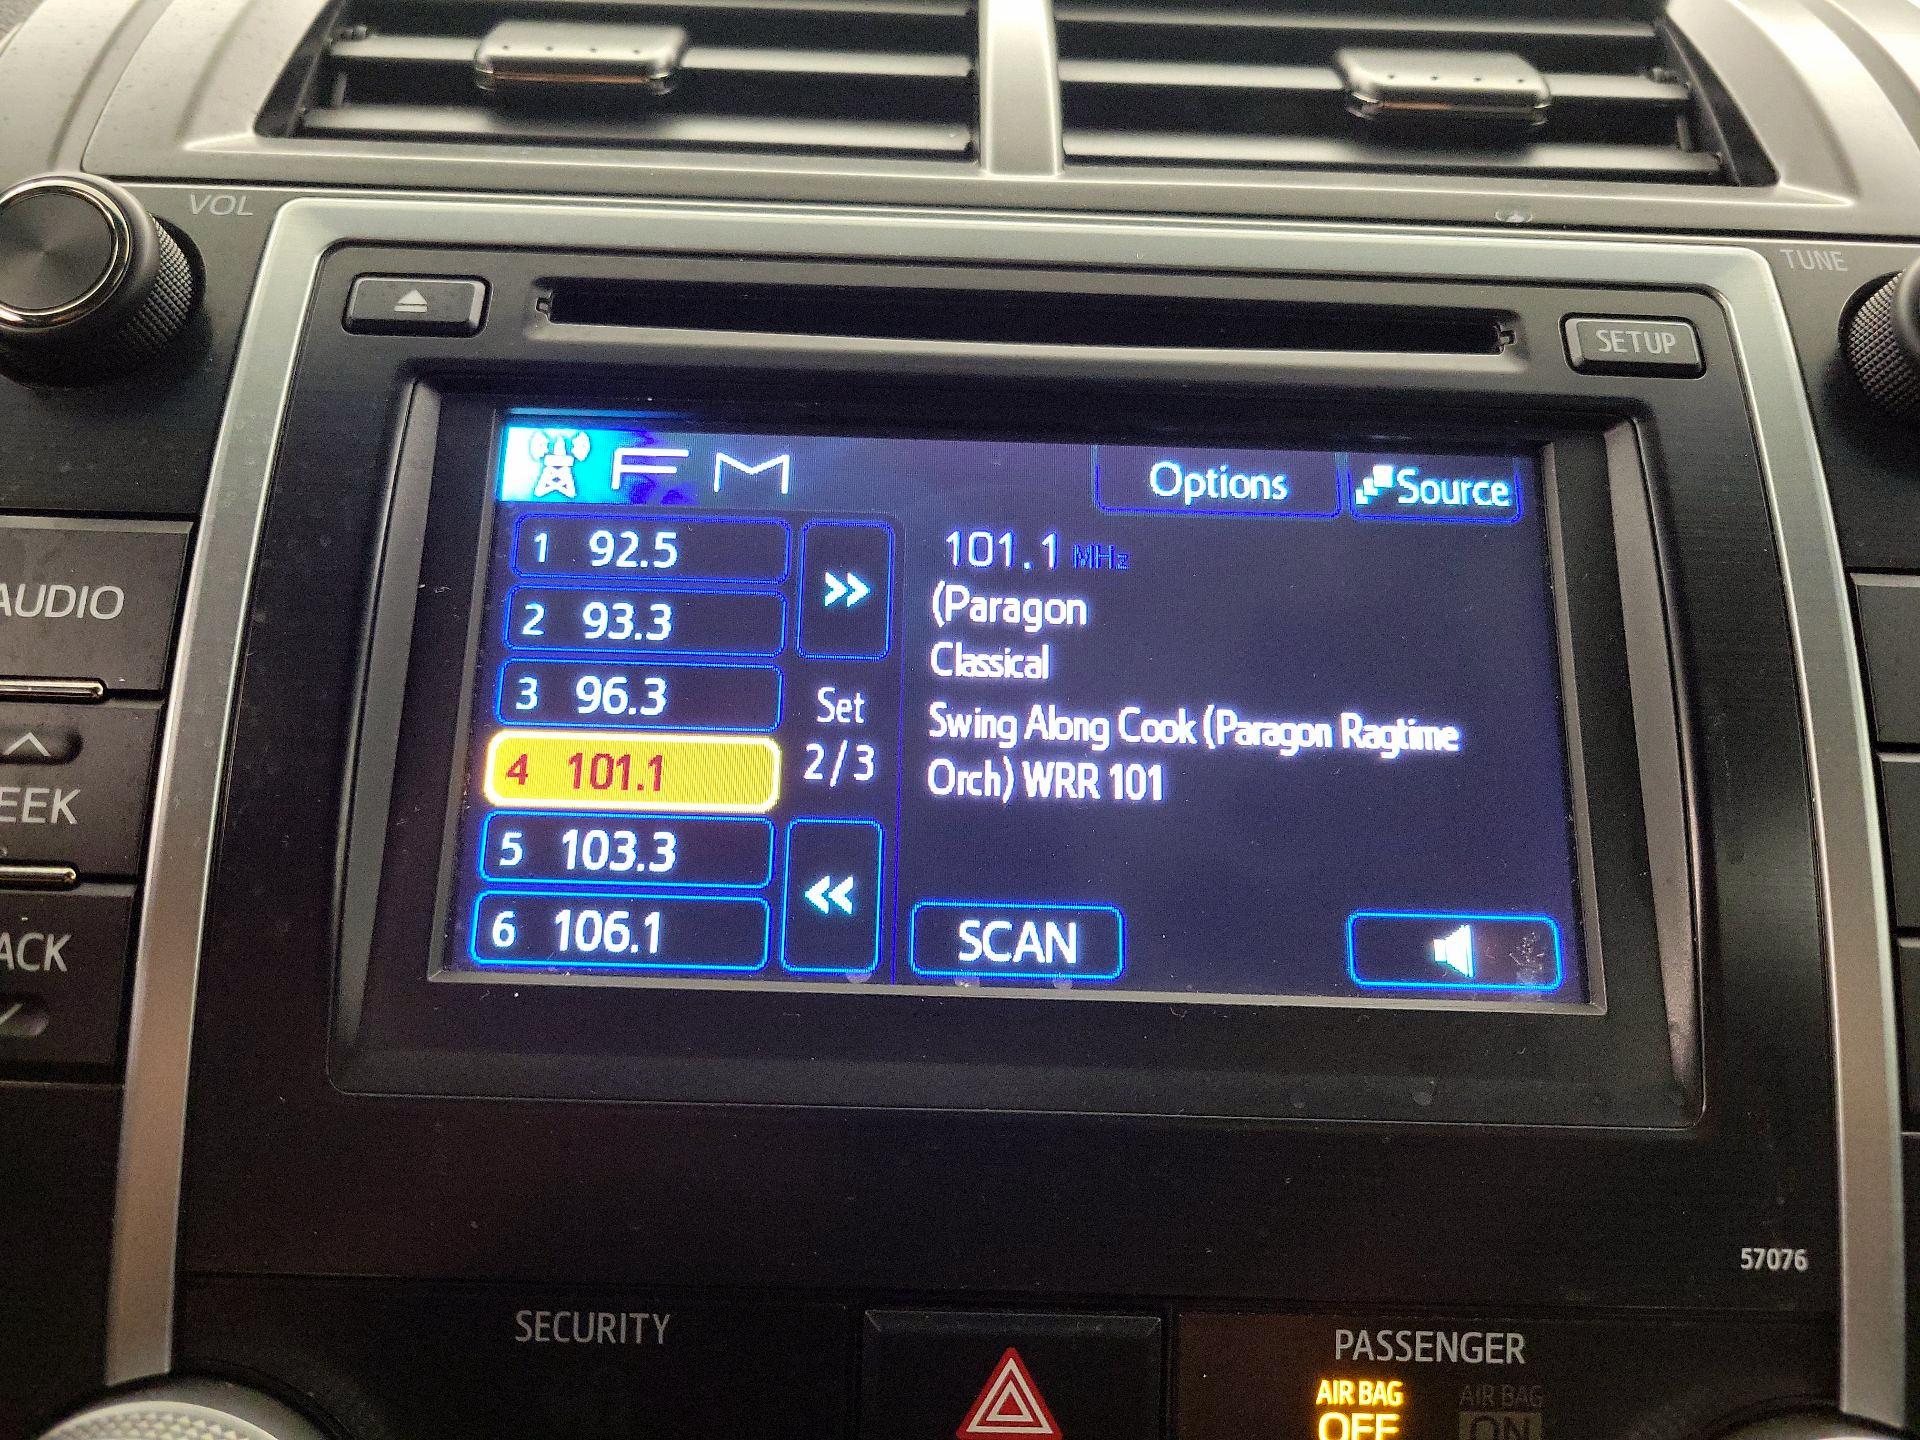 VOL
TUNE
SETUP
FM
Options
Source
1 92.5
2 93.3
3 96.3
4 101.1
5 103.3
6 106.1
Set
2/3
101.1 MHz
(Paragon
Classical
Swing Along Cook (Paragon Ragtime
Orch) WRR 101
SCAN
AUDIO
EEK
ACK
57076
SECURITY
PASSENGER
AIR BAG
OFF
AIR BAG
ON